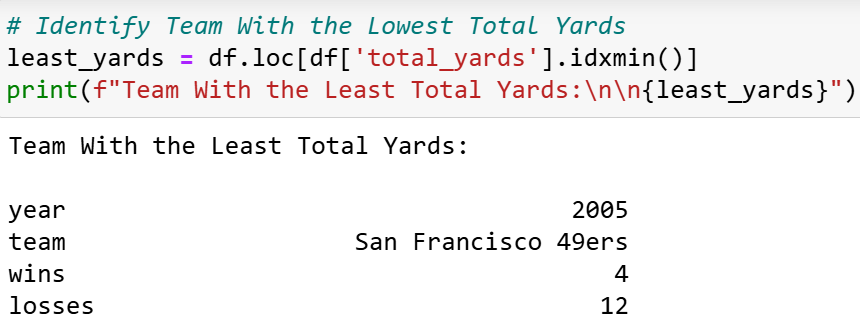 # Identify Team With the Lowest Total Yards
least_yards = df.loc[df['total_yards'].idxmin()]
print(f"Team With the Least Total Yards:\n\n{least_yards}")
Team With the Least Total Yards:
year 2005
team San Francisco 49ers
wins 4
losses 12